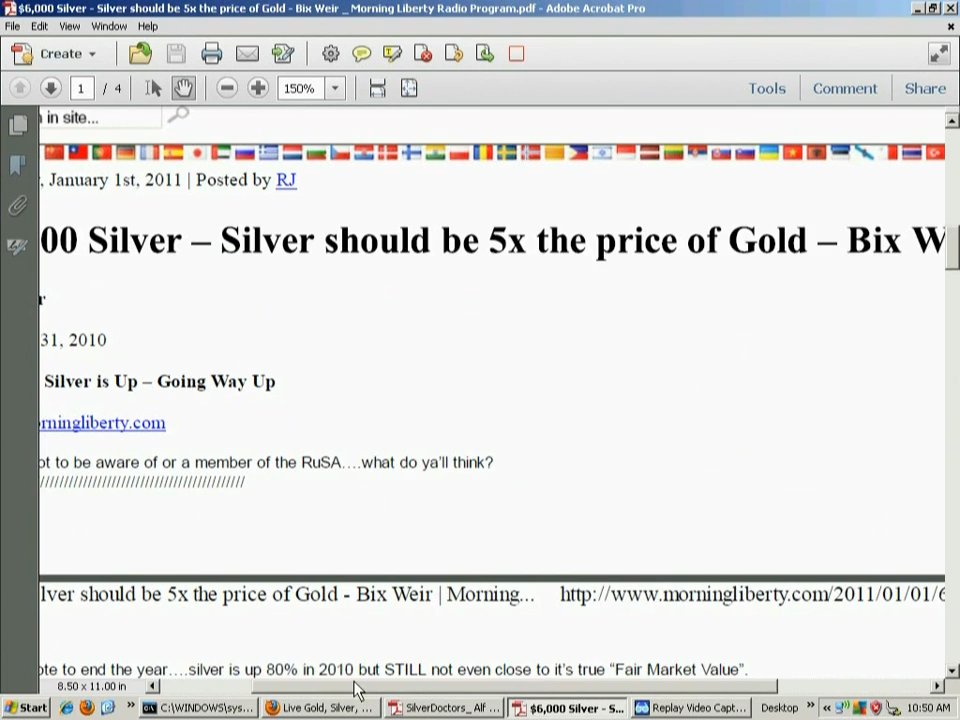 $6,000 Silver - Silver should be 5x the price of Gold - Bix Weir _ Morning Liberty Radio Program.pdf - Adobe Acrobat Pro
File Edit View Window Help
Create
1 / 4 150% Tools Comment Share
in site...
, January 1st, 2011 | Posted by RJ
00 Silver – Silver should be 5x the price of Gold – Bix W
r
31, 2010
Silver is Up – Going Way Up
rningliberty.com
ot to be aware of or a member of the RuSA….what do ya'll think?
//////////////////////////////////////////
lver should be 5x the price of Gold - Bix Weir | Morning... http://www.morningliberty.com/2011/01/01/6
ote to end the year….silver is up 80% in 2010 but STILL not even close to it's true “Fair Market Value”.
8.50 x 11.00 in
Start » C:\WINDOWS\sys... Live Gold, Silver, ... SilverDoctors_ Alf ... $6,000 Silver - S... Replay Video Capt... Desktop » « 10:50 AM